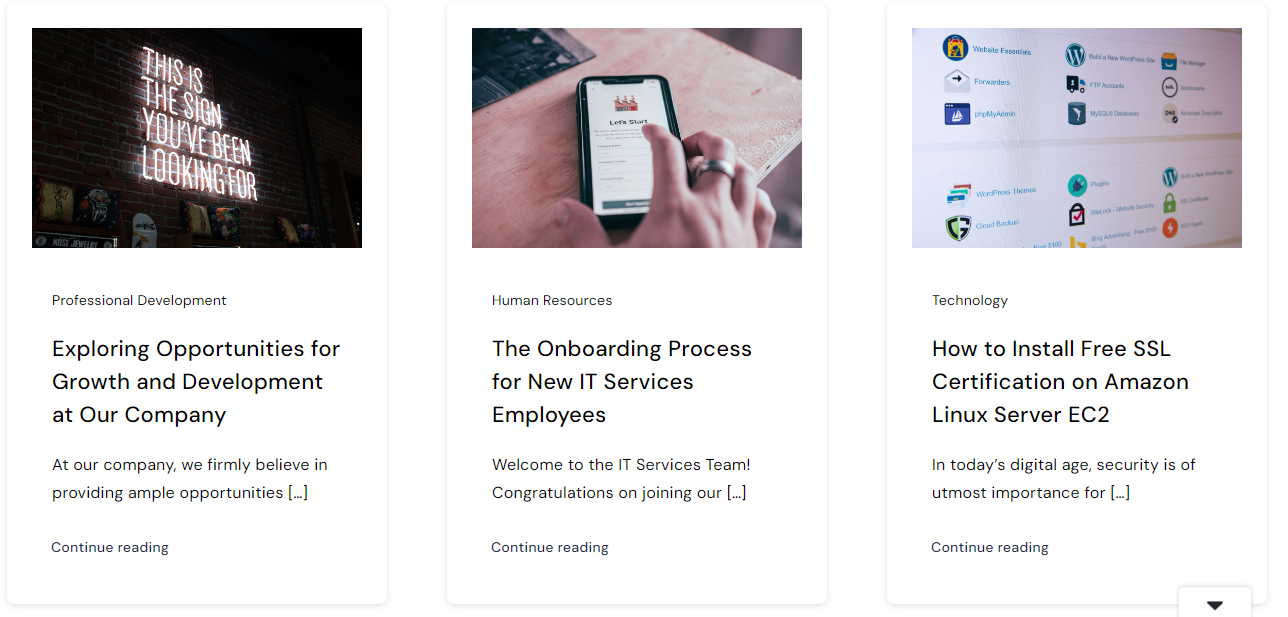 THIS IS
THE SIGN
YOU'VE BEEN
LOOKING FOR
NOSE JEWELRY
Professional Development
Exploring Opportunities for
Growth and Development
at Our Company
At our company, we firmly believe in
providing ample opportunities […]
Continue reading
Let's Start
Human Resources
The Onboarding Process
for New IT Services
Employees
Welcome to the IT Services Team!
Congratulations on joining our […]
Continue reading
Website Essentials
Build a New WordPress Site
File Manager
Forwarders
FTP Accounts
Subdomains
phpMyAdmin
MySQL® Databases
DNS
Advanced Zone Editor
WordPress Themes
Plugins
Build a New WordPress Site
Cloud Backup
SiteLock - Website Security
SSL Certificate
Free $100
Bing Advertising - Free $100
SEO Gears
Technology
How to Install Free SSL
Certification on Amazon
Linux Server EC2
In today’s digital age, security is of
utmost importance for […]
Continue reading